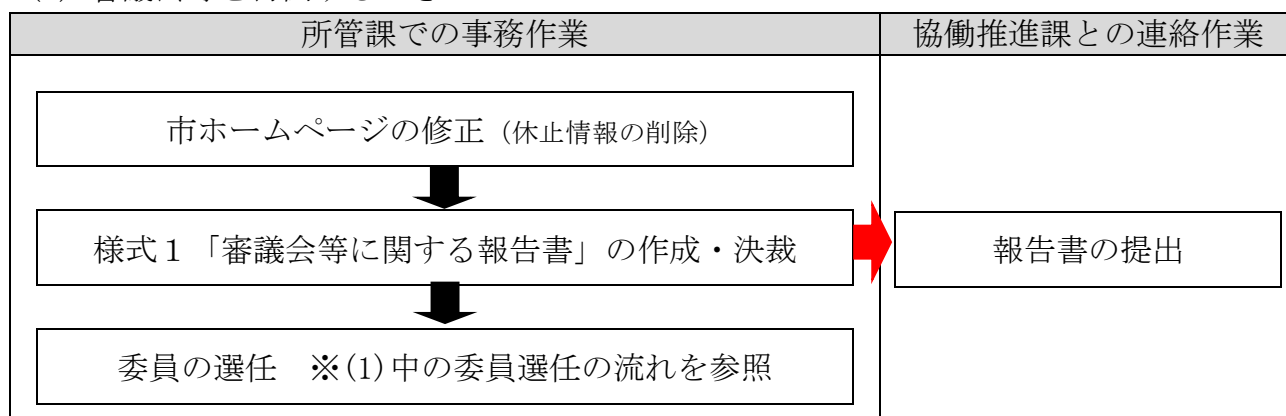 所管課での事務作業
協働推進課との連絡作業
市ホームページの修正（休止情報の削除）
様式１「審議会等に関する報告書」の作成・決裁
報告書の提出
委員の選任　※(1)中の委員選任の流れを参照